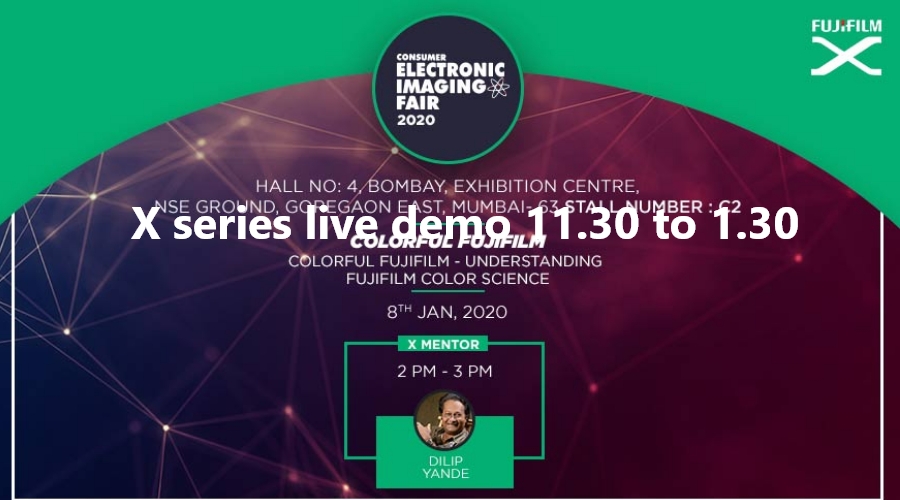 FUJIFILM
X
CONSUMER
ELECTRONIC
IMAGING
FAIR
2020
HALL NO: 4, BOMBAY, EXHIBITION CENTRE,
NSE GROUND, GOREGAON EAST, MUMBAI- 63 STALL NUMBER : C2
X series live demo 11.30 to 1.30
COLORFUL FUJIFILM
COLORFUL FUJIFILM - UNDERSTANDING
FUJIFILM COLOR SCIENCE
8TH JAN, 2020
X MENTOR
2 PM - 3 PM
DILIP
YANDE